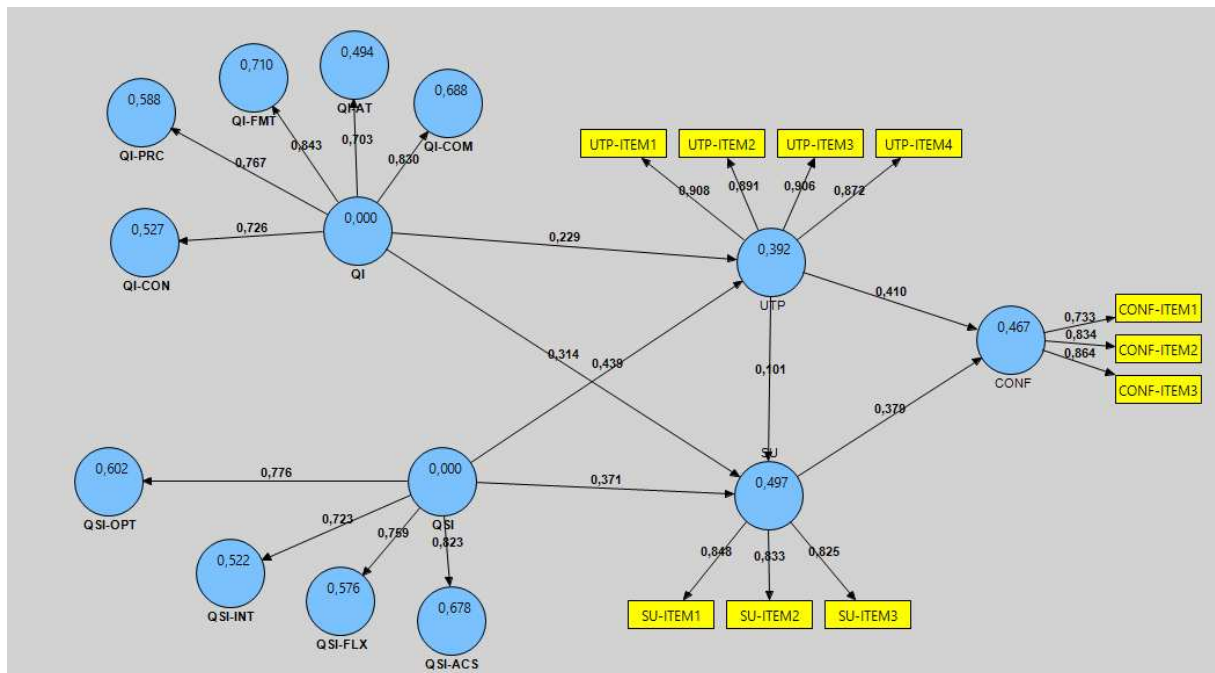 0,494
0,710
0,688
0,588
QI-AT
QI-FMT
QI-COM
QI-PRC
0,703
0,843
0,830
0,767
UTP-ITEM1
UTP-ITEM2
UTP-ITEM3
UTP-ITEM4
0,908
0,891
0,906
0,872
0,000
0,527
0,726
0,229
0,392
QI
QI-CON
UTP
0,410
0,733
CONF-ITEM1
0,467
0,834
CONF-ITEM2
0,864
CONF-ITEM3
CONF
0,314
0,439
0,101
0,379
SU
0,602
0,776
0,000
0,371
0,497
QSI-OPT
QSI
0,723
0,759
0,823
0,848
0,833
0,825
0,522
0,576
0,678
QSI-INT
QSI-FLX
QSI-ACS
SU-ITEM1
SU-ITEM2
SU-ITEM3